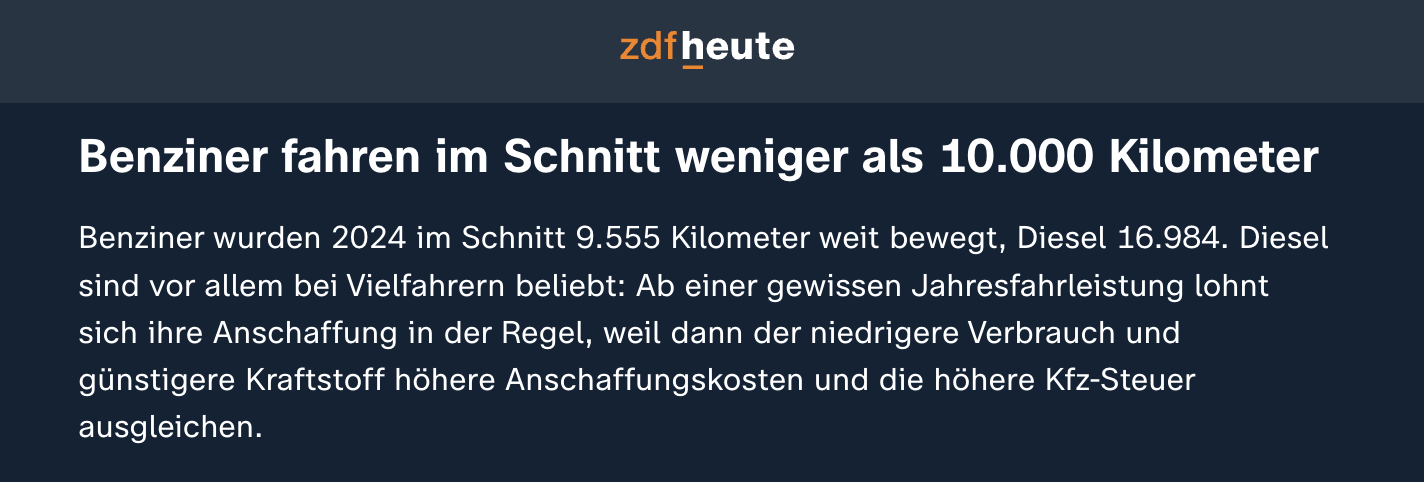 zdfheute
Benziner fahren im Schnitt weniger als 10.000 Kilometer
Benziner wurden 2024 im Schnitt 9.555 Kilometer weit bewegt, Diesel 16.984. Diesel
sind vor allem bei Vielfahrern beliebt: Ab einer gewissen Jahresfahrleistung lohnt
sich ihre Anschaffung in der Regel, weil dann der niedrigere Verbrauch und
günstigere Kraftstoff höhere Anschaffungskosten und die höhere Kfz-Steuer
ausgleichen.